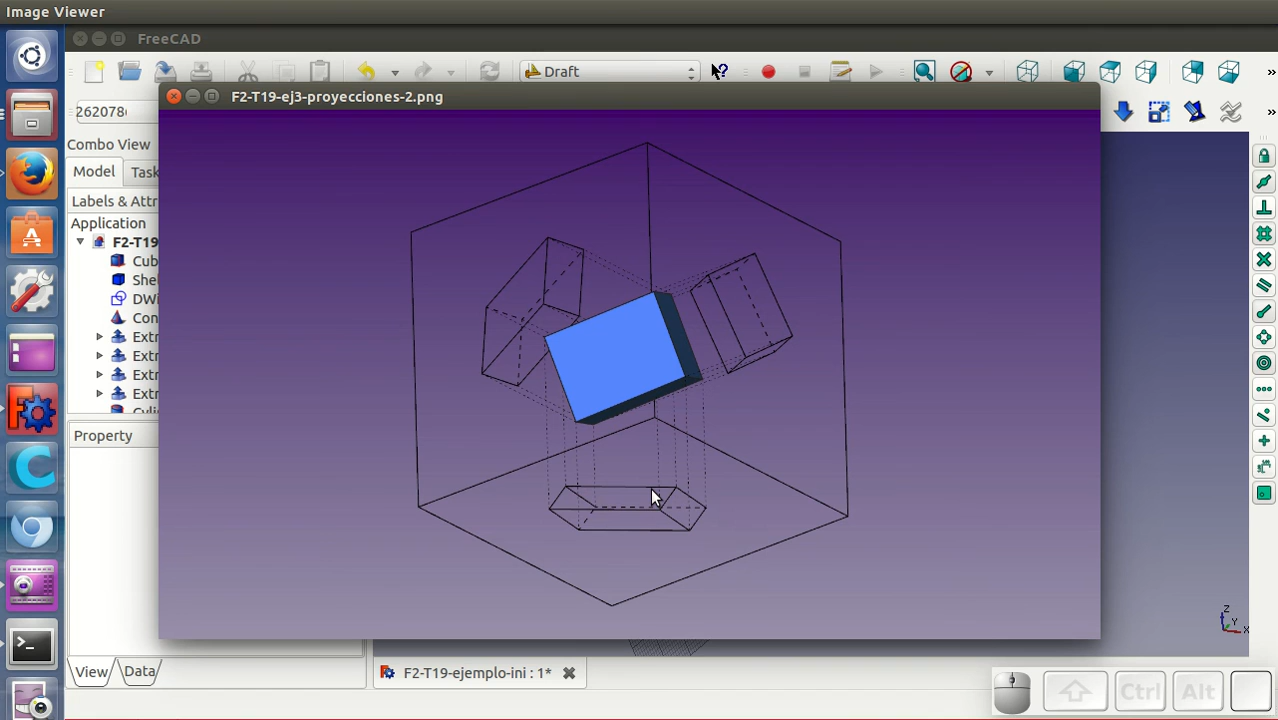 Image Viewer
FreeCAD
Draft
262078
F2-T19-ej3-proyecciones-2.png
Combo View
Model
Task
Labels & Attr
Application
F2-T19
Cub
She
DWi
Con
Extr
Extr
Extr
Extr
Cyli
Property
View
Data
F2-T19-ejemplo-ini : 1*
Z
Y
X
Ctrl
Alt